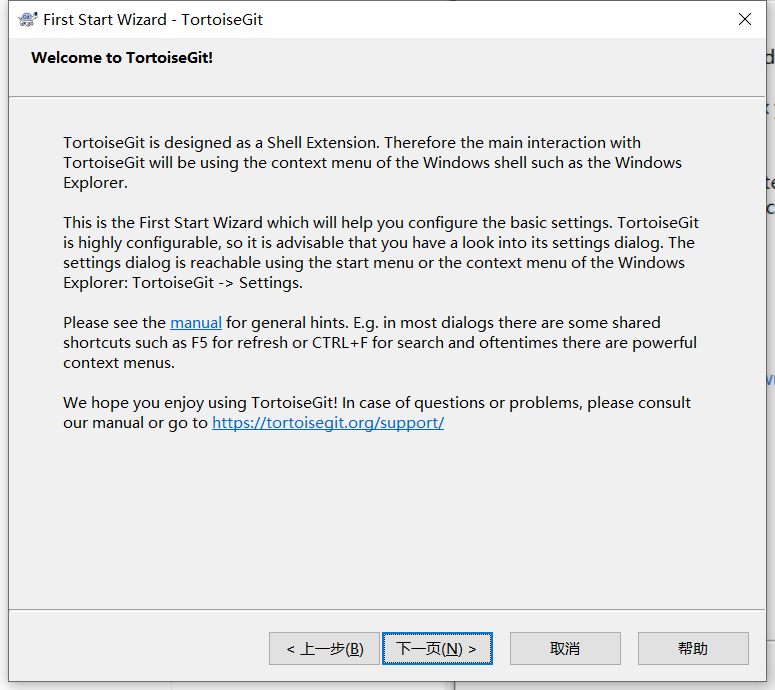 First Start Wizard - TortoiseGit
Welcome to TortoiseGit!
TortoiseGit is designed as a Shell Extension. Therefore the main interaction with
TortoiseGit will be using the context menu of the Windows shell such as the Windows
Explorer.
This is the First Start Wizard which will help you configure the basic settings. TortoiseGit
is highly configurable, so it is advisable that you have a look into its settings dialog. The
settings dialog is reachable using the start menu or the context menu of the Windows
Explorer: TortoiseGit -> Settings.
Please see the manual for general hints. E.g. in most dialogs there are some shared
shortcuts such as F5 for refresh or CTRL+F for search and oftentimes there are powerful
context menus.
We hope you enjoy using TortoiseGit! In case of questions or problems, please consult
our manual or go to https://tortoisegit.org/support/
< 上一步(B) 下一页(N) > 取消 帮助